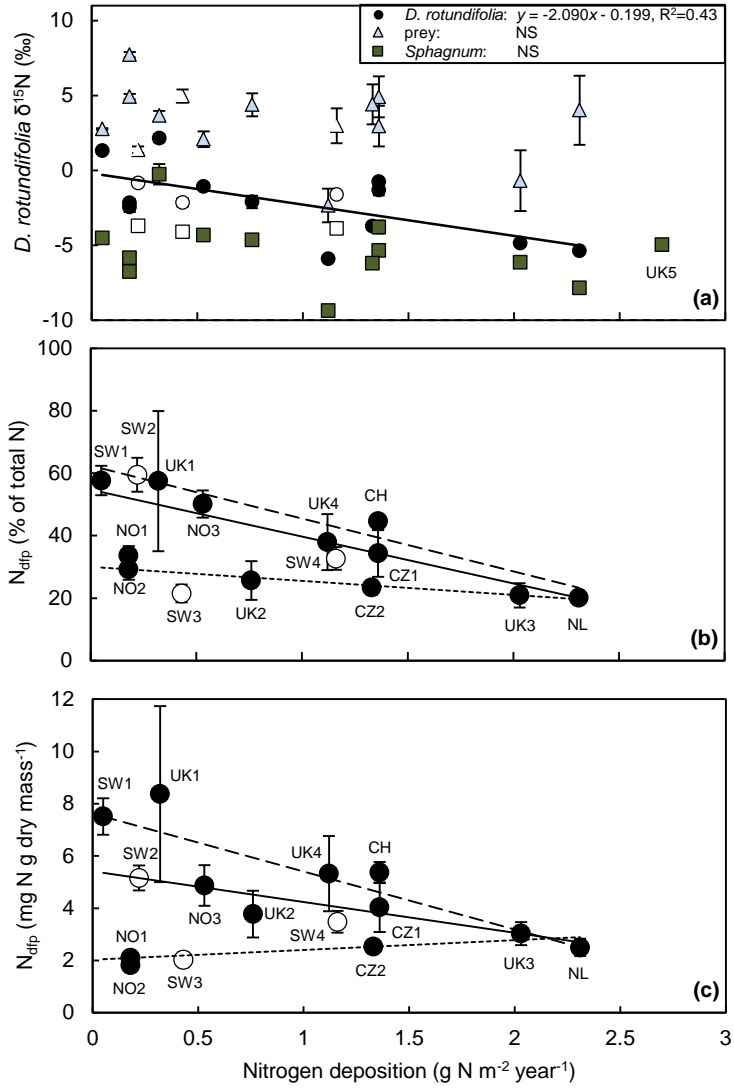 D. rotundifolia: y = -2.090x - 0.199, R²=0.43
prey: NS
Sphagnum: NS
D. rotundifolia δ¹⁵N (‰)
10
5
0
-5
-10
UK5
(a)
N_dfp (% of total N)
100
80
60
40
20
0
SW1
SW2
UK1
NO1
NO2
NO3
SW3
UK2
UK4
SW4
CH
CZ1
CZ2
UK3
NL
(b)
N_dfp (mg N g dry mass⁻¹)
12
10
8
6
4
2
0
SW1
UK1
SW2
NO3
NO1
NO2
SW3
UK2
UK4
SW4
CH
CZ1
CZ2
UK3
NL
(c)
0 0.5 1 1.5 2 2.5 3
Nitrogen deposition (g N m⁻² year⁻¹)